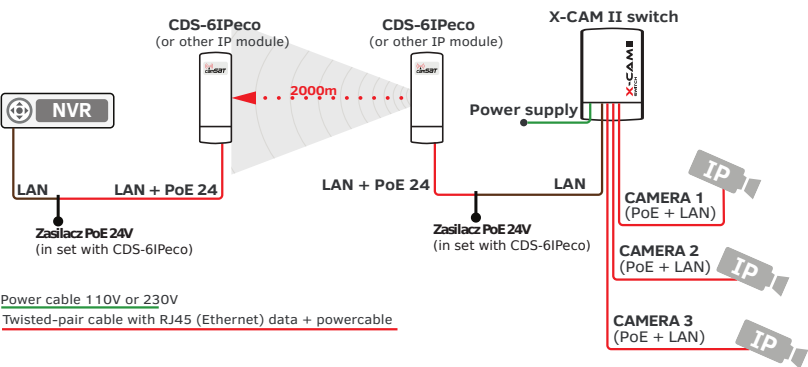 CDS-6IPeco
(or other IP module)
CDS-6IPeco
(or other IP module)
X-CAM II switch
camSAT
camSAT
X-CAM II
SWITCH
2000m
NVR
Power supply
LAN
LAN + PoE 24
LAN + PoE 24
LAN
Zasilacz PoE 24V
(in set with CDS-6IPeco)
Zasilacz PoE 24V
(in set with CDS-6IPeco)
IP
CAMERA 1
(PoE + LAN)
IP
CAMERA 2
(PoE + LAN)
IP
CAMERA 3
(PoE + LAN)
Power cable 110V or 230V
Twisted-pair cable with RJ45 (Ethernet) data + powercable